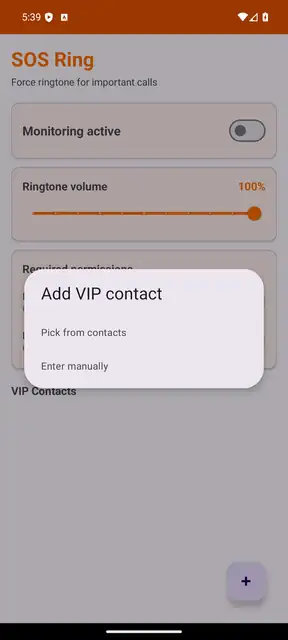 5:39
SOS Ring
Force ringtone for important calls
Monitoring active
Ringtone volume 100%
Required permissions
Add VIP contact
Pick from contacts
Enter manually
VIP Contacts
+